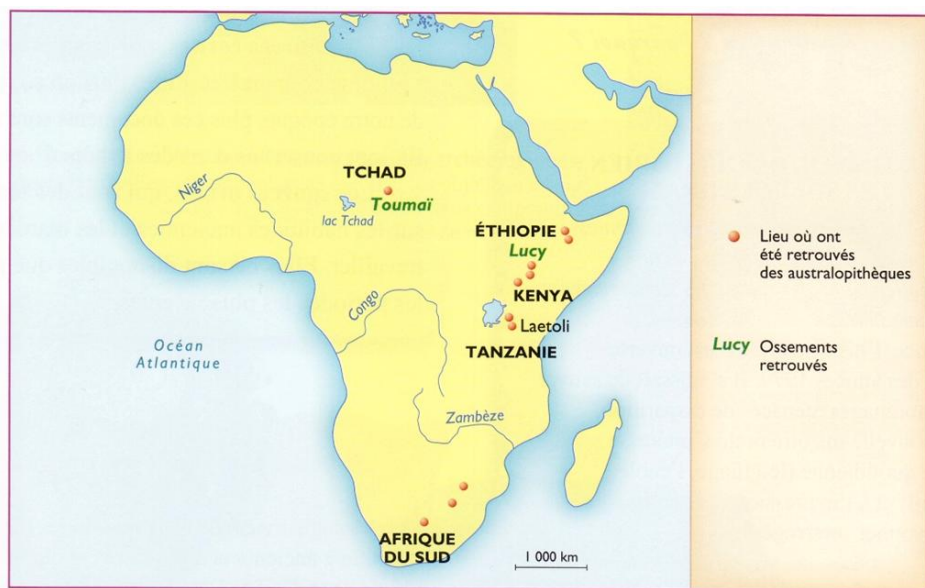 TCHAD
Toumaï
lac Tchad
Niger
ÉTHIOPIE
Lucy
KENYA
Congo
Laetoli
TANZANIE
Océan
Atlantique
Zambèze
AFRIQUE
DU SUD
1 000 km
Lieu où ont
été retrouvés
des australopithèques
Lucy Ossements
retrouvés